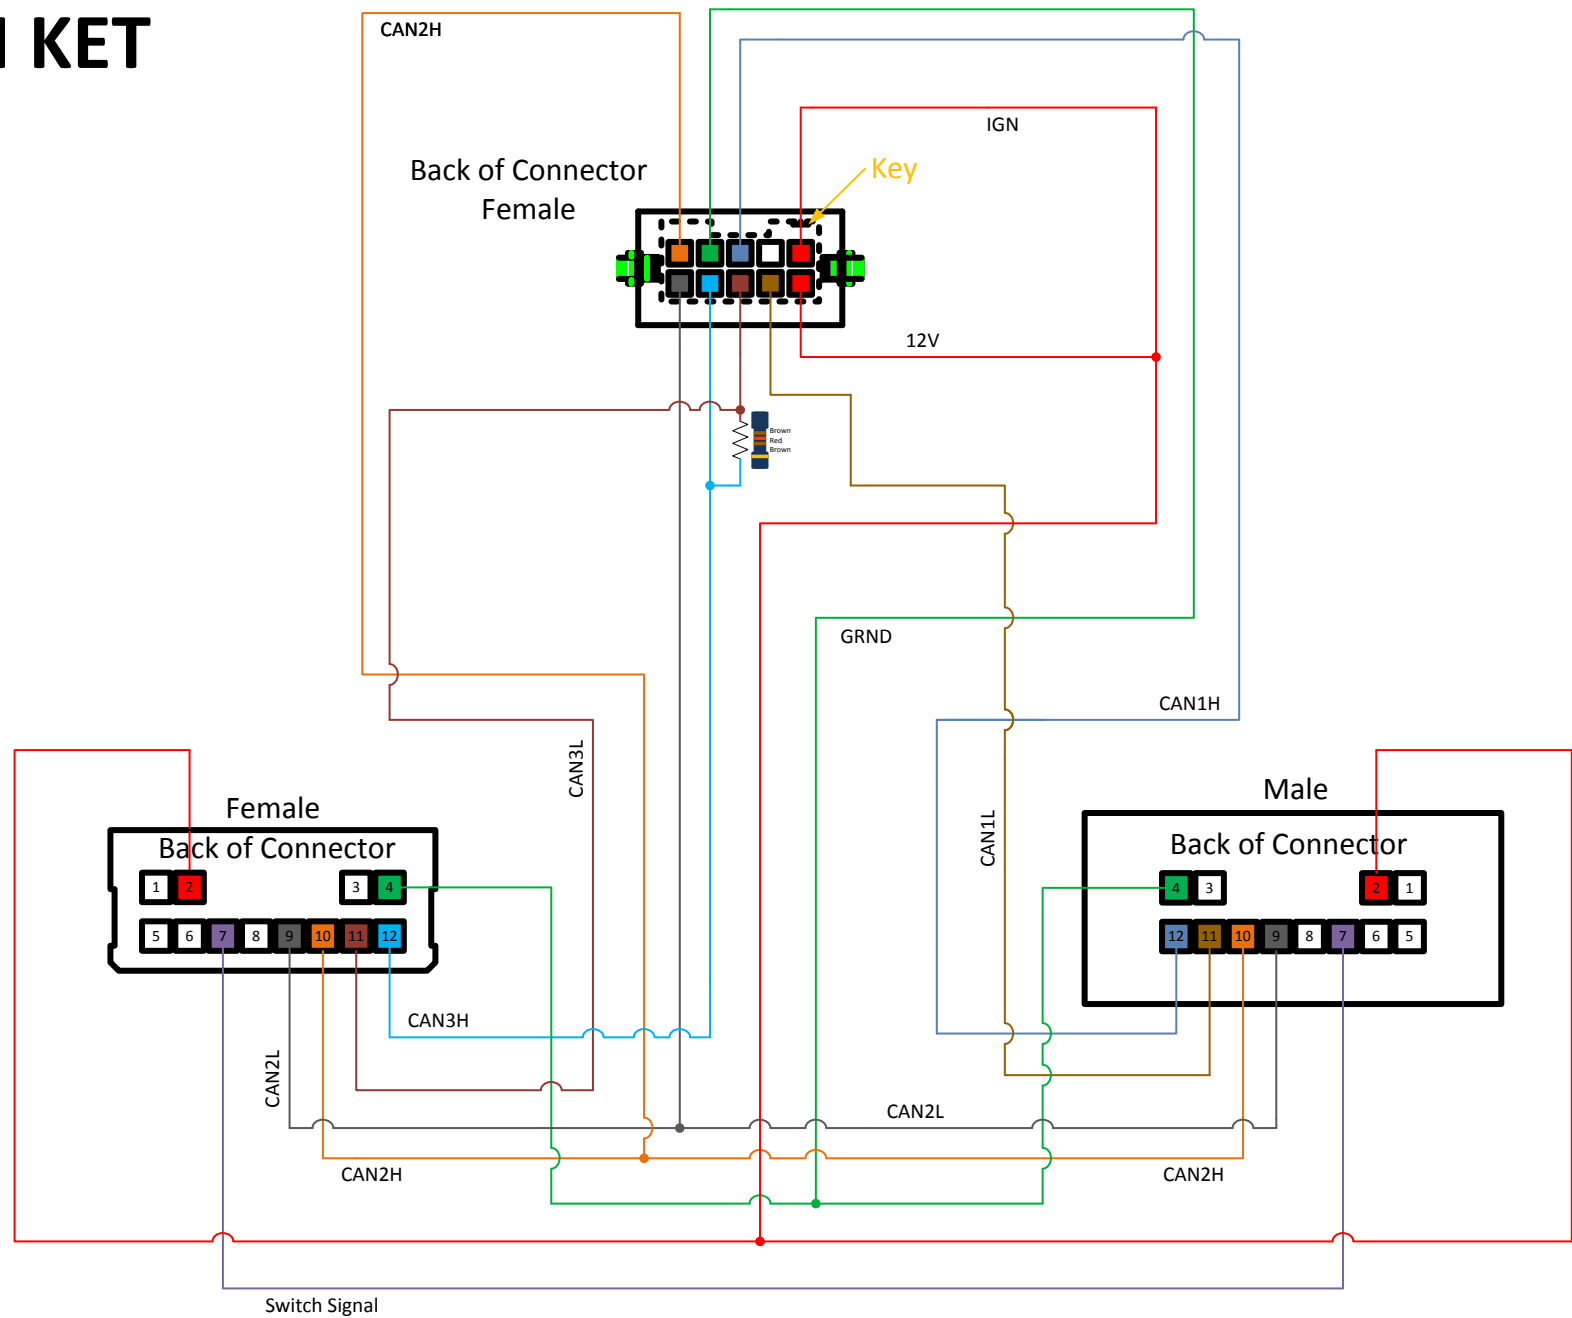 KET
CAN2H
IGN
Key
Back of Connector
Female
12V
Brown
Red
Brown
GRND
CAN1H
CAN3L
CAN1L
Female
Back of Connector
1 2 3 4
5 6 7 8 9 10 11 12
Male
Back of Connector
4 3 2 1
12 11 10 9 8 7 6 5
CAN3H
CAN2L
CAN2L
CAN2H
CAN2H
Switch Signal